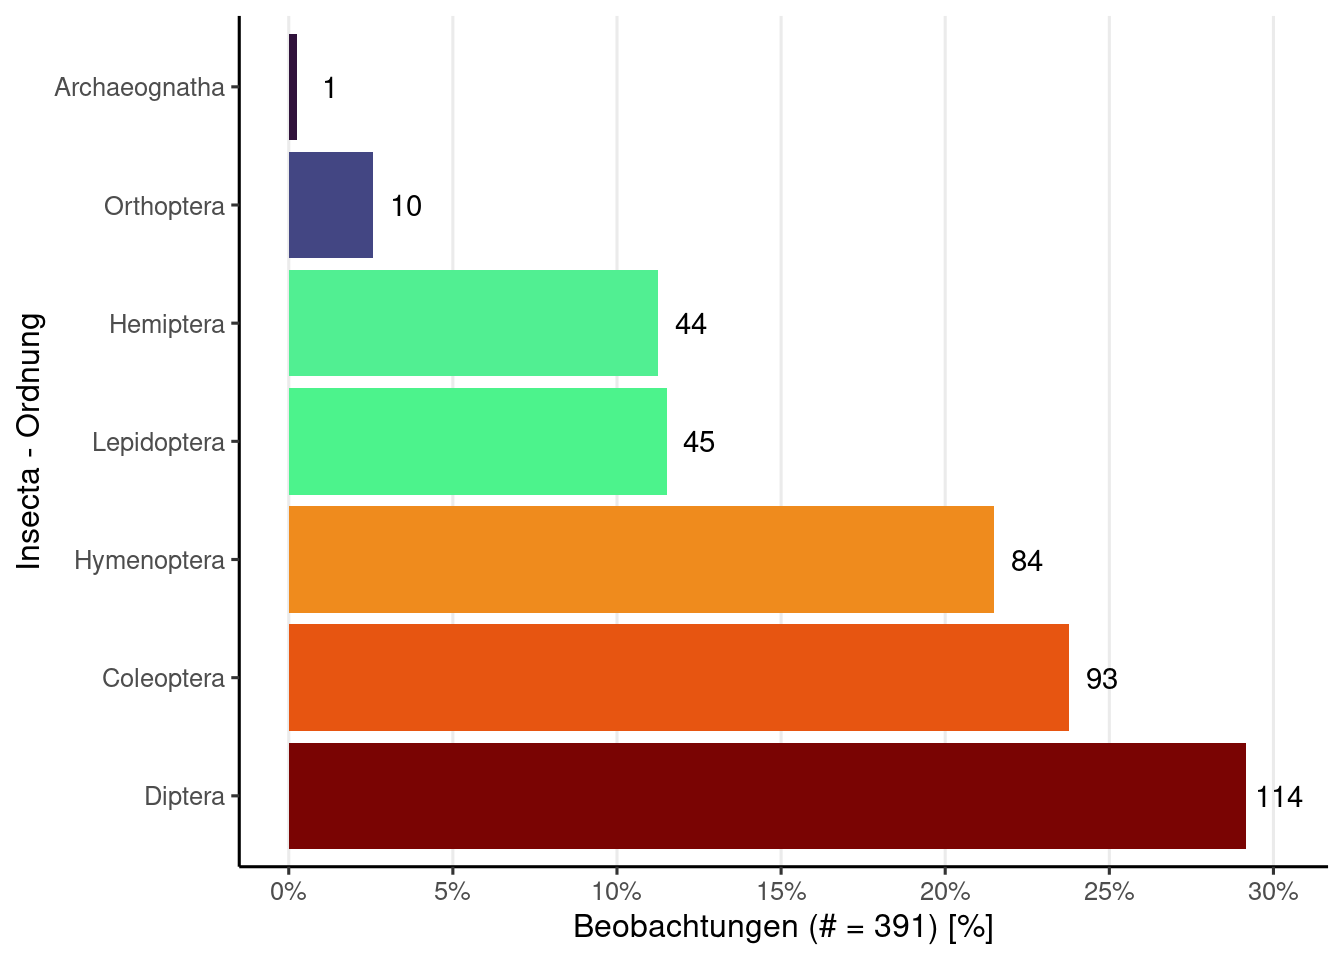 Insecta - Ordnung
Archaeognatha 1
Orthoptera 10
Hemiptera 44
Lepidoptera 45
Hymenoptera 84
Coleoptera 93
Diptera 114
0% 5% 10% 15% 20% 25% 30%
Beobachtungen (# = 391) [%]